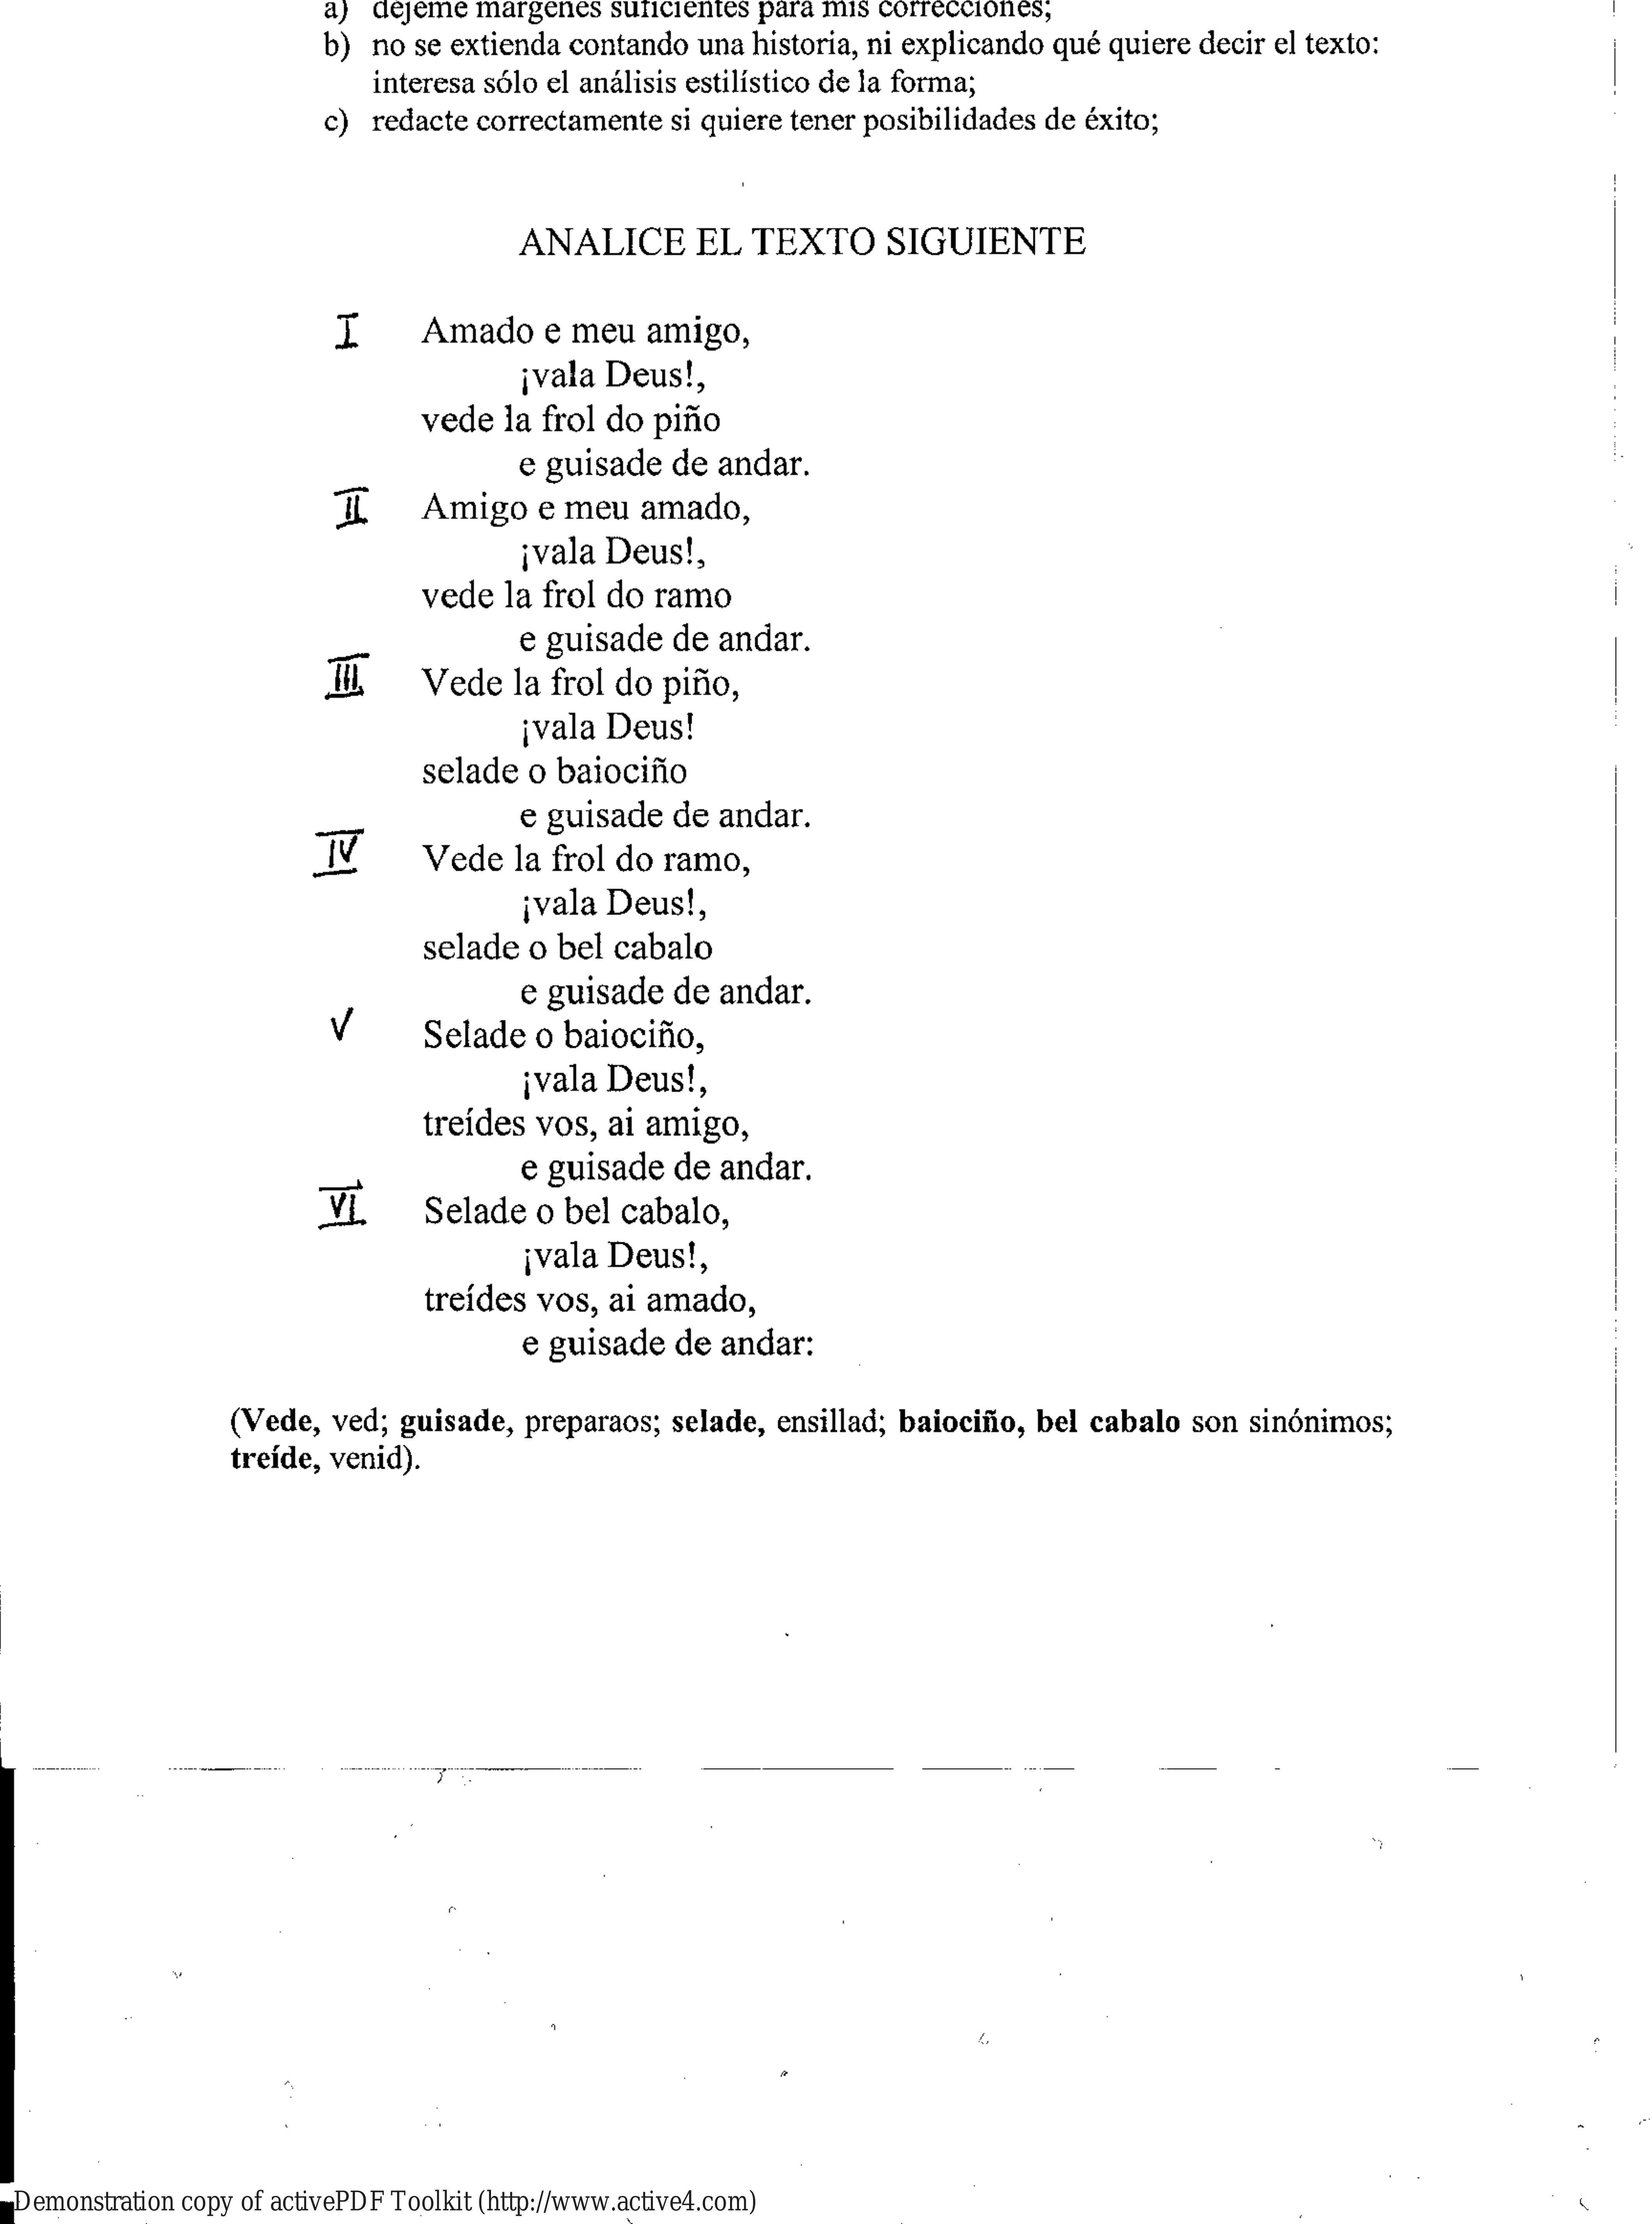 a) déjeme márgenes suficientes para mis correcciones;
b) no se extienda contando una historia, ni explicando qué quiere decir el texto:
interesa sólo el análisis estilístico de la forma;
c) redacte correctamente si quiere tener posibilidades de éxito;
ANALICE EL TEXTO SIGUIENTE
I Amado e meu amigo,
¡vala Deus!,
vede la frol do piño
e guisade de andar.
II Amigo e meu amado,
¡vala Deus!,
vede la frol do ramo
e guisade de andar.
III Vede la frol do piño,
¡vala Deus!
selade o baiociño
e guisade de andar.
IV Vede la frol do ramo,
¡vala Deus!,
selade o bel cabalo
e guisade de andar.
V Selade o baiociño,
¡vala Deus!,
treídes vos, ai amigo,
e guisade de andar.
VI Selade o bel cabalo,
¡vala Deus!,
treídes vos, ai amado,
e guisade de andar:
(Vede, ved; guisade, preparaos; selade, ensillad; baiociño, bel cabalo son sinónimos;
treíde, venid).
Demonstration copy of activePDF Toolkit (http://www.active4.com)